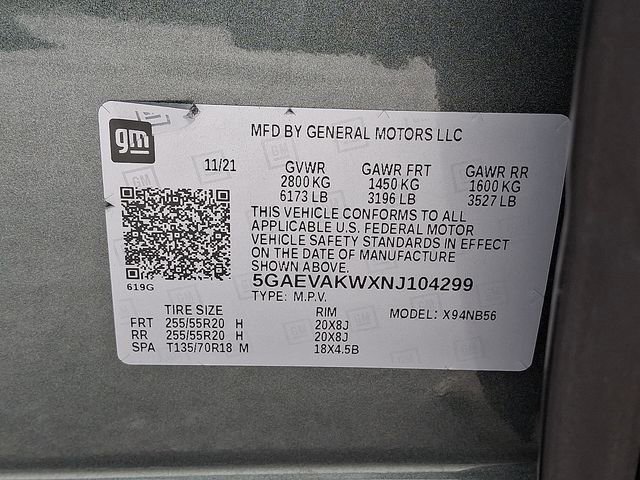 gm
MFD BY GENERAL MOTORS LLC
11/21 GVWR GAWR FRT GAWR RR
2800 KG 1450 KG 1600 KG
6173 LB 3196 LB 3527 LB
THIS VEHICLE CONFORMS TO ALL
APPLICABLE U.S. FEDERAL MOTOR
VEHICLE SAFETY STANDARDS IN EFFECT
ON THE DATE OF MANUFACTURE
SHOWN ABOVE.
619G
5GAEVAKWXNJ104299
TYPE: M.P.V.
TIRE SIZE RIM MODEL: X94NB56
FRT 255/55R20 H 20X8J
RR 255/55R20 H 20X8J
SPA T135/70R18 M 18X4.5B